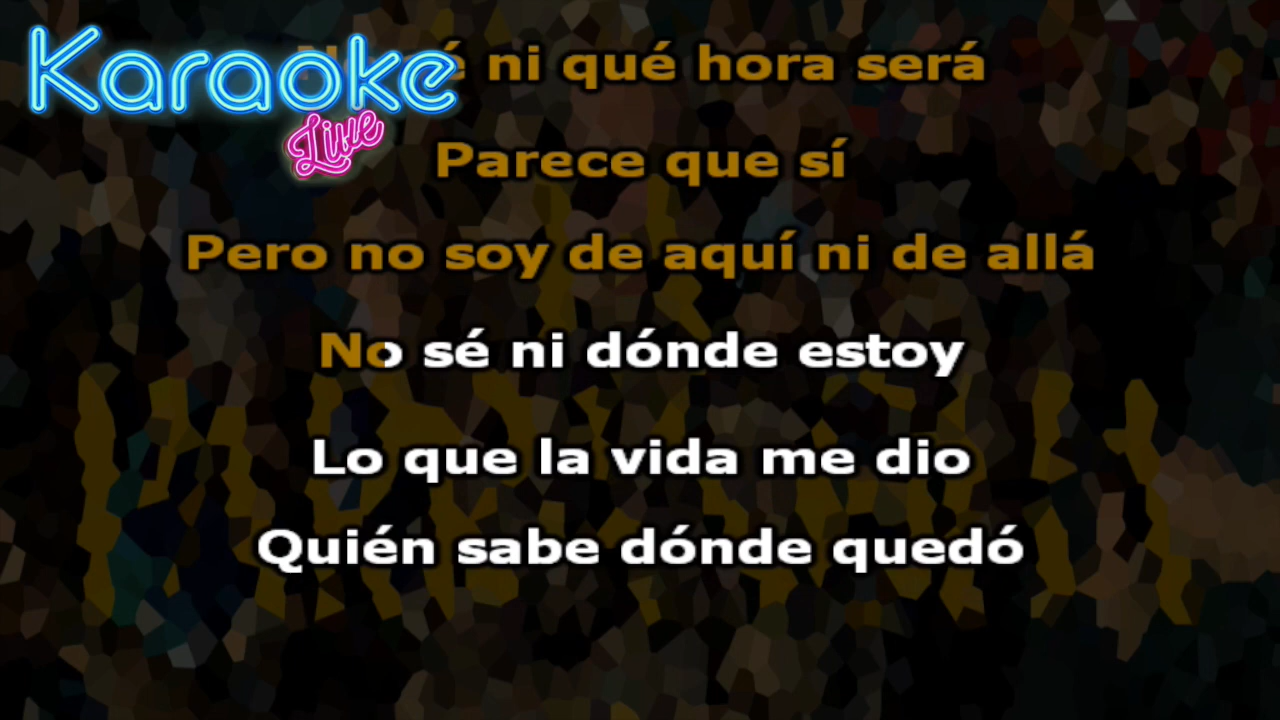 Karaoke
Live
ni qué hora será
Parece que sí
Pero no soy de aquí ni de allá
No sé ni dónde estoy
Lo que la vida me dio
Quién sabe dónde quedó